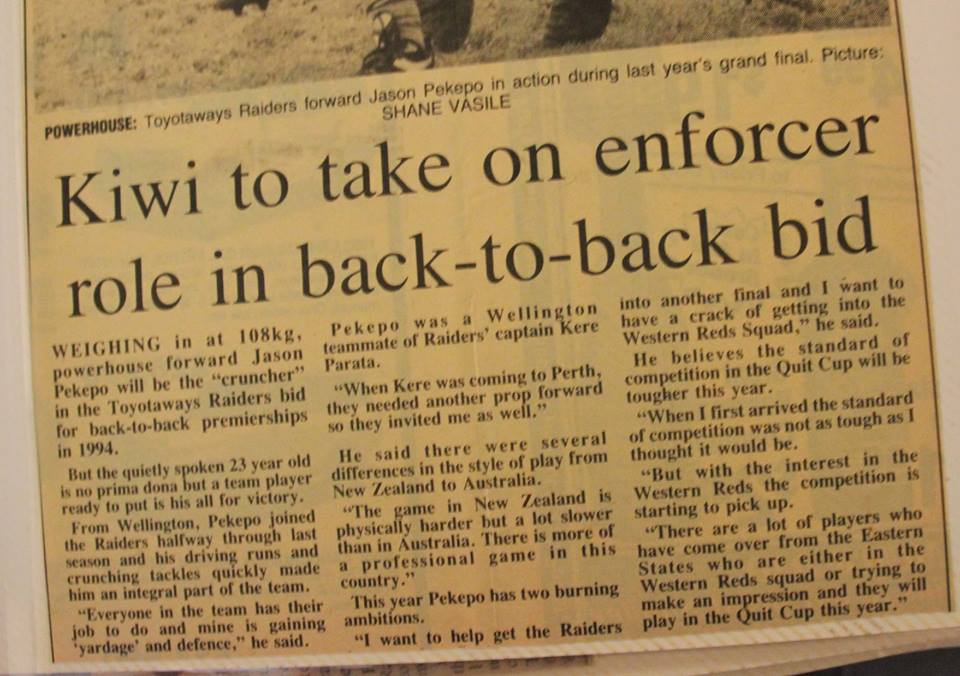 POWERHOUSE: Toyotaways Raiders forward Jason Pekepo in action during last year's grand final. Picture:
SHANE VASILE
Kiwi to take on enforcer
role in back-to-back bid
WEIGHING in at 108kg,
powerhouse forward Jason
Pekepo will be the “cruncher”
in the Toyotaways Raiders bid
for back-to-back premierships
in 1994.
But the quietly spoken 23 year old
is no prima dona but a team player
ready to put is his all for victory.
From Wellington, Pekepo joined
the Raiders halfway through last
season and his driving runs and
crunching tackles quickly made
him an integral part of the team.
“Everyone in the team has their
job to do and mine is gaining
‘yardage’ and defence,” he said.
Pekepo was a Wellington
teammate of Raiders’ captain Kere
Parata.
“When Kere was coming to Perth,
they needed another prop forward
so they invited me as well.”
He said there were several
differences in the style of play from
New Zealand to Australia.
“The game in New Zealand is
physically harder but a lot slower
than in Australia. There is more of
a professional game in this
country.”
This year Pekepo has two burning
ambitions.
“I want to help get the Raiders
into another final and I want to
have a crack of getting into the
Western Reds Squad,” he said.
He believes the standard of
competition in the Quit Cup will be
tougher this year.
“When I first arrived the standard
of competition was not as tough as I
thought it would be.
“But with the interest in the
Western Reds the competition is
starting to pick up.
“There are a lot of players who
have come over from the Eastern
States who are either in the
Western Reds squad or trying to
make an impression and they will
play in the Quit Cup this year.”